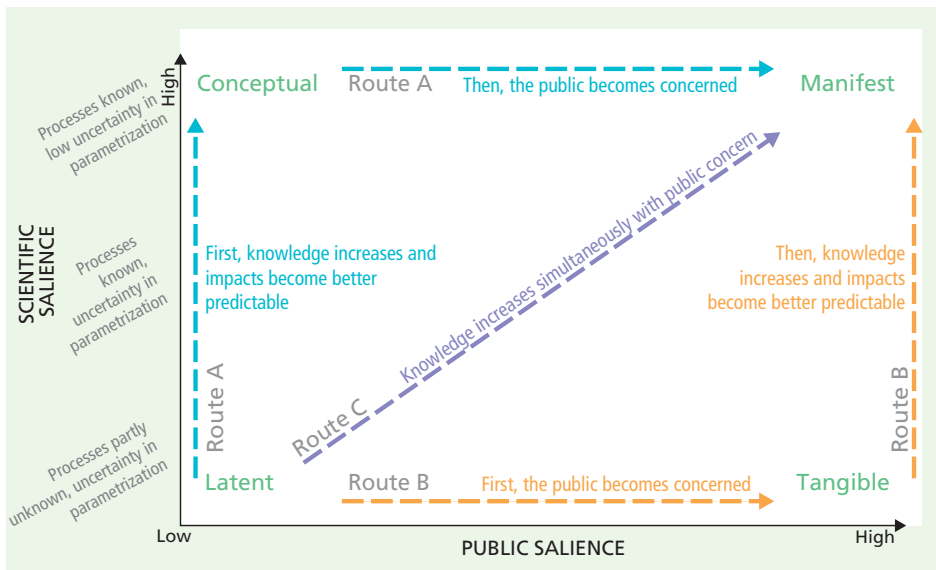 High
Conceptual
Route A
Then, the public becomes concerned
Manifest
Processes known,
low uncertainty in
parametrization
SCIENTIFIC
SALIENCE
Processes
known,
uncertainty in
parametrization
First, knowledge increases and
impacts become better
predictable
Knowledge increases simultaneously with public concern
Then, knowledge
increases and impacts
become better predictable
Route A
Route C
Route B
Processes partly
unknown, uncertainty in
parametrization
Latent
Route B
First, the public becomes concerned
Tangible
Low
PUBLIC SALIENCE
High